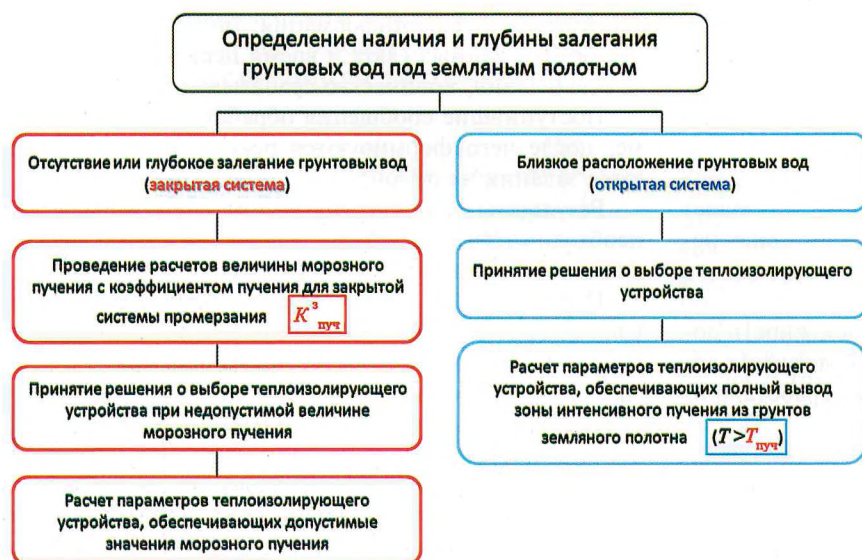 Определение наличия и глубины залегания
грунтовых вод под земляным полотном
Отсутствие или глубокое залегание грунтовых вод
(закрытая система)
Проведение расчетов величины морозного
пучения с коэффициентом пучения для закрытой
системы промерзания K³пуч
Принятие решения о выборе теплоизолирующего
устройства при недопустимой величине
морозного пучения
Расчет параметров теплоизолирующего
устройства, обеспечивающих допустимые
значения морозного пучения
Близкое расположение грунтовых вод
(открытая система)
Принятие решения о выборе теплоизолирующего
устройства
Расчет параметров теплоизолирующего
устройства, обеспечивающих полный вывод
зоны интенсивного пучения из грунтов
земляного полотна (T>Tпуч)